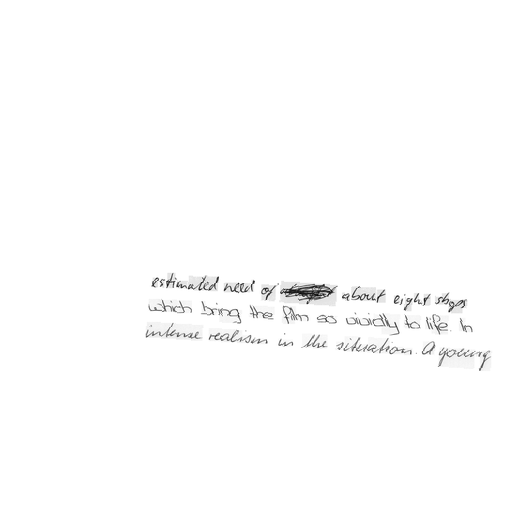 estimated need of about eight ships
which bring the film so vividly to life. In
intense realism in the situation. A young